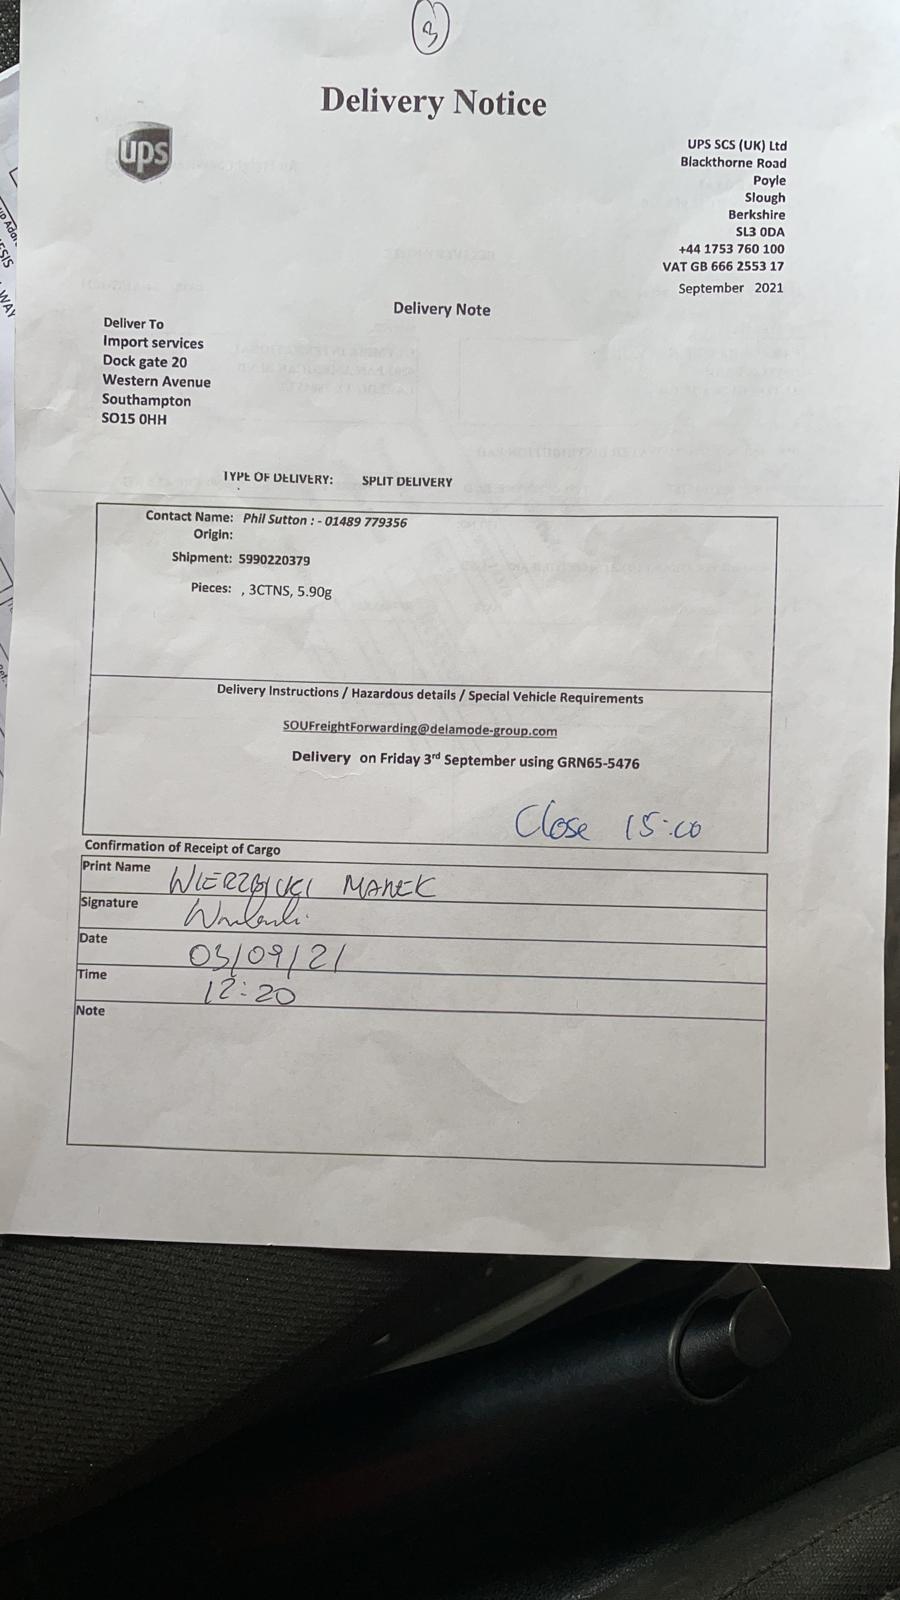 3
Delivery Notice
ups
UPS SCS (UK) Ltd
Blackthorne Road
Poyle
Slough
Berkshire
SL3 0DA
+44 1753 760 100
VAT GB 666 2553 17
September 2021
Delivery Note
Deliver To
Import services
Dock gate 20
Western Avenue
Southampton
SO15 0HH
TYPE OF DELIVERY: SPLIT DELIVERY
Contact Name: Phil Sutton : - 01489 779356
Origin:
Shipment: 5990220379
Pieces: , 3CTNS, 5.90g
Delivery Instructions / Hazardous details / Special Vehicle Requirements
SOUFreightForwarding@delamode-group.com
Delivery on Friday 3rd September using GRN65-5476
Close 15:00
Confirmation of Receipt of Cargo
Print Name WIERZBICKI MAREK
Signature
Date 03/09/21
Time 12:20
Note
WAY